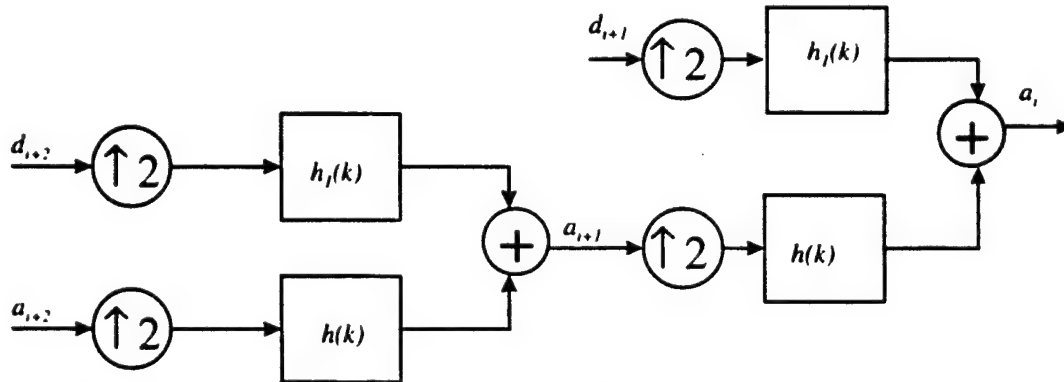 d_{i+1}
↑2
h_1(k)
a_i
+
d_{i+2}
↑2
h_1(k)
+
a_{i+1}
↑2
h(k)
a_{i+2}
↑2
h(k)